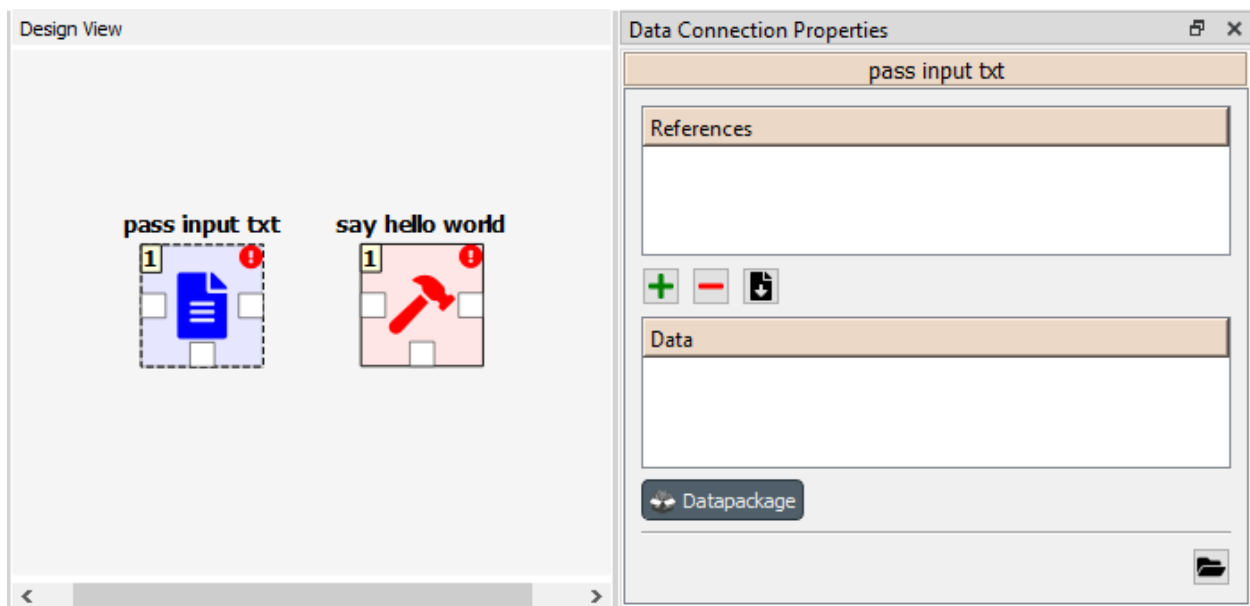 Design View
pass input txt
say hello world
1
1
Data Connection Properties
pass input txt
References
Data
Datapackage